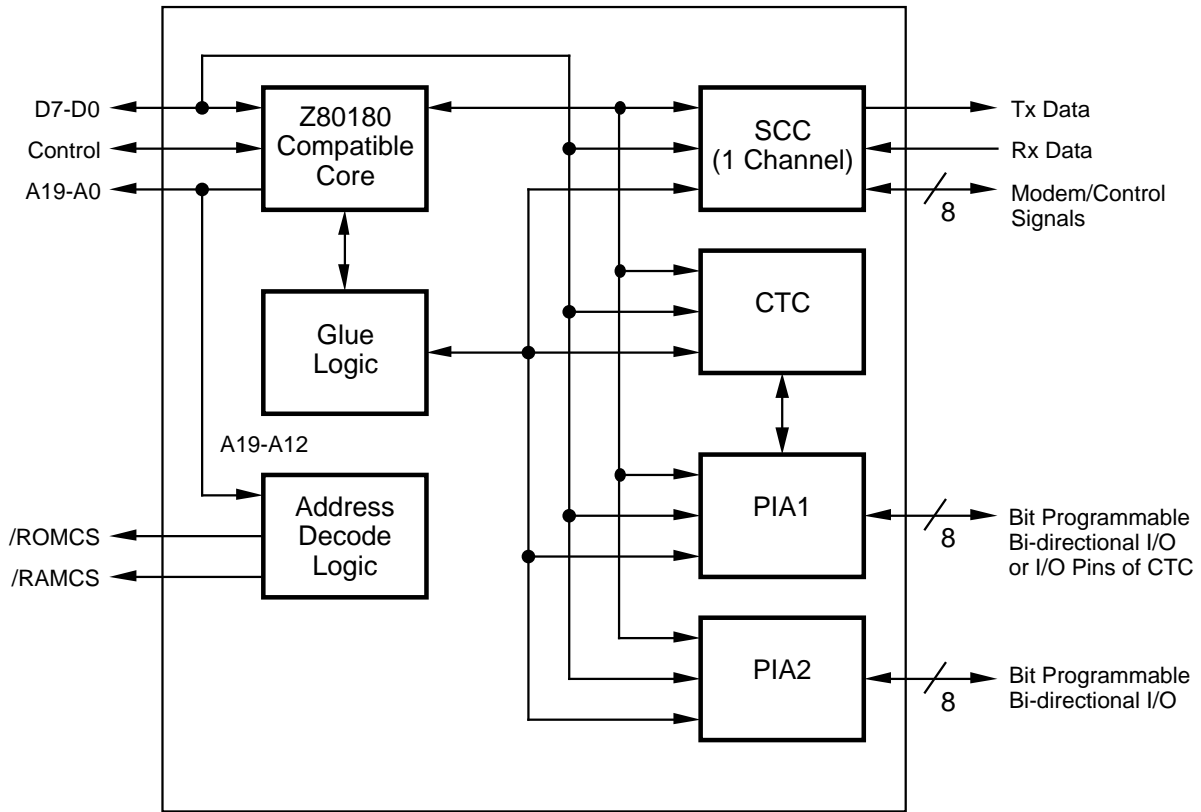 D7-D0
Control
A19-A0
Z80180
Compatible
Core
SCC
(1 Channel)
Tx Data
Rx Data
8
Modem/Control
Signals
Glue
Logic
CTC
A19-A12
Address
Decode
Logic
/ROMCS
/RAMCS
PIA1
8
Bit Programmable
Bi-directional I/O
or I/O Pins of CTC
PIA2
8
Bit Programmable
Bi-directional I/O